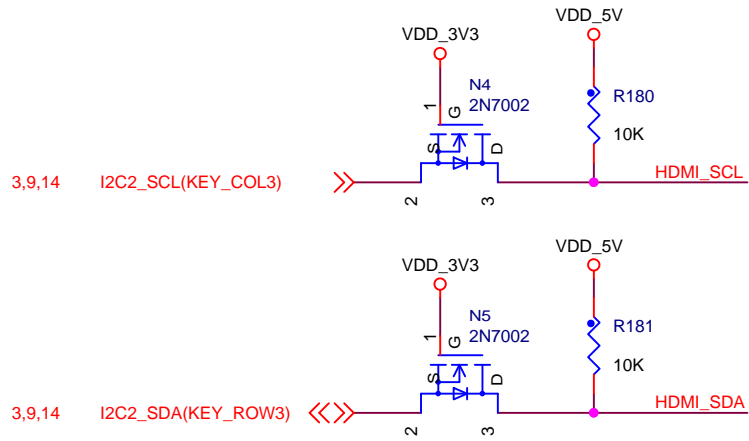 VDD_5V
VDD_3V3
N4
2N7002
R180
10K
1
G
S
D
3,9,14 I2C2_SCL(KEY_COL3)
HDMI_SCL
2
3
VDD_5V
VDD_3V3
N5
2N7002
R181
10K
1
G
S
D
3,9,14 I2C2_SDA(KEY_ROW3)
HDMI_SDA
2
3